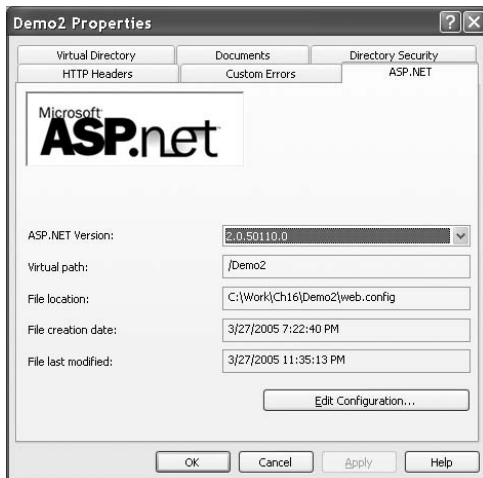 Demo2 Properties
Virtual Directory
Documents
Directory Security
HTTP Headers
Custom Errors
ASP.NET
Microsoft
ASP.net
ASP.NET Version:
2.0.50110.0
Virtual path:
/Demo2
File location:
C:\Work\Ch16\Demo2\web.config
File creation date:
3/27/2005 7:22:40 PM
File last modified:
3/27/2005 11:35:13 PM
Edit Configuration...
OK
Cancel
Apply
Help